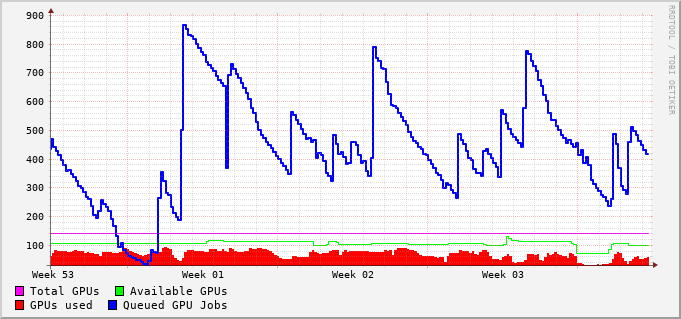 900
800
700
600
500
400
300
200
100
Week 53 Week 01 Week 02 Week 03
Total GPUs Available GPUs
GPUs used Queued GPU Jobs
RRDTOOL / TOBI OETIKER